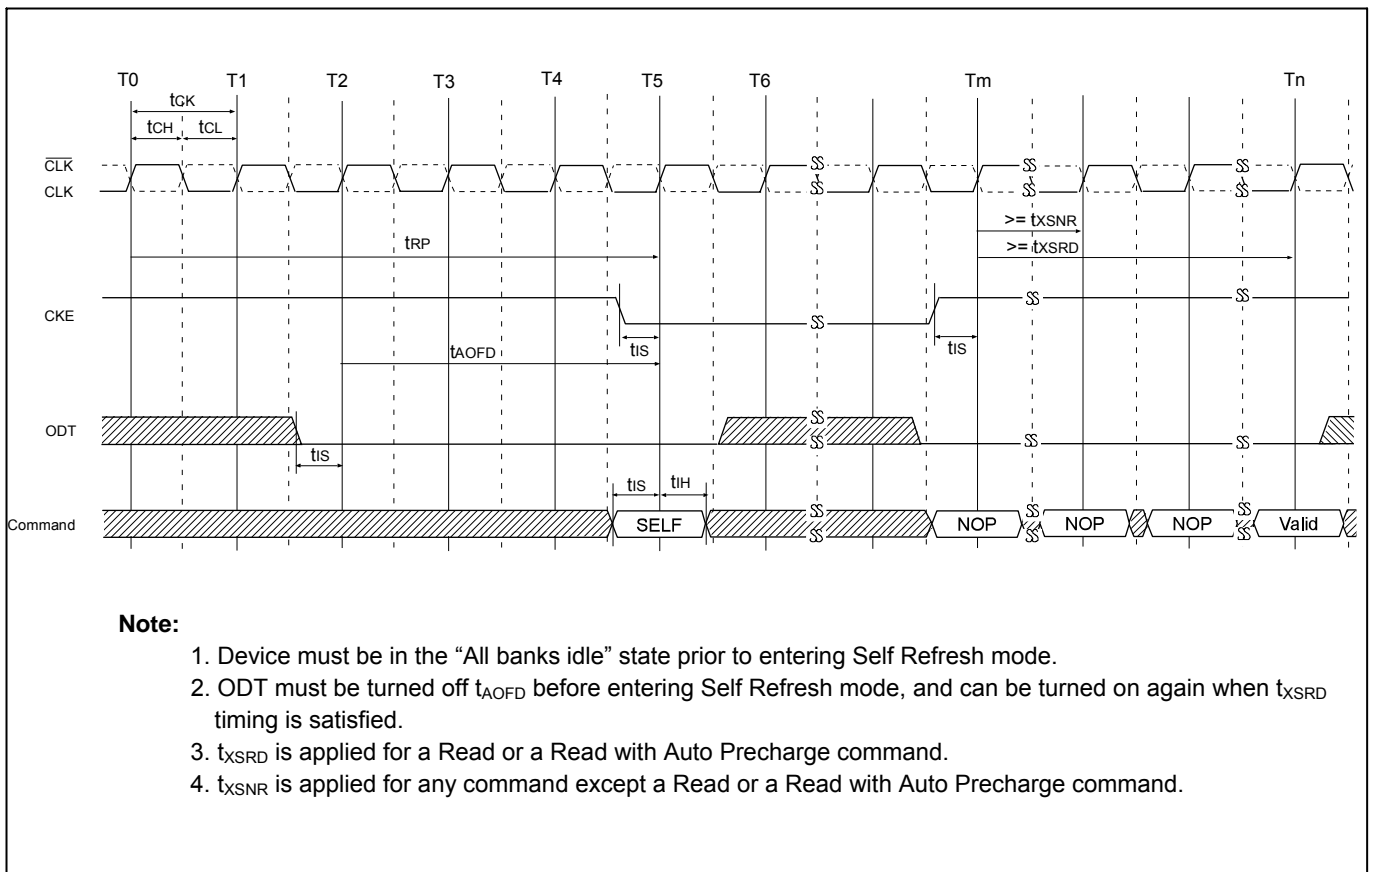 T0 T1 T2 T3 T4 T5 T6 Tm Tn
tCK
tCH tCL
CLK
CLK
>= tXSNR
tRP
>= tXSRD
CKE
tIS tIS
tAOFD
ODT
tIS
tIS tIH
Command SELF NOP NOP NOP Valid
Note:
1. Device must be in the “All banks idle” state prior to entering Self Refresh mode.
2. ODT must be turned off tAOFD before entering Self Refresh mode, and can be turned on again when tXSRD
timing is satisfied.
3. tXSRD is applied for a Read or a Read with Auto Precharge command.
4. tXSNR is applied for any command except a Read or a Read with Auto Precharge command.